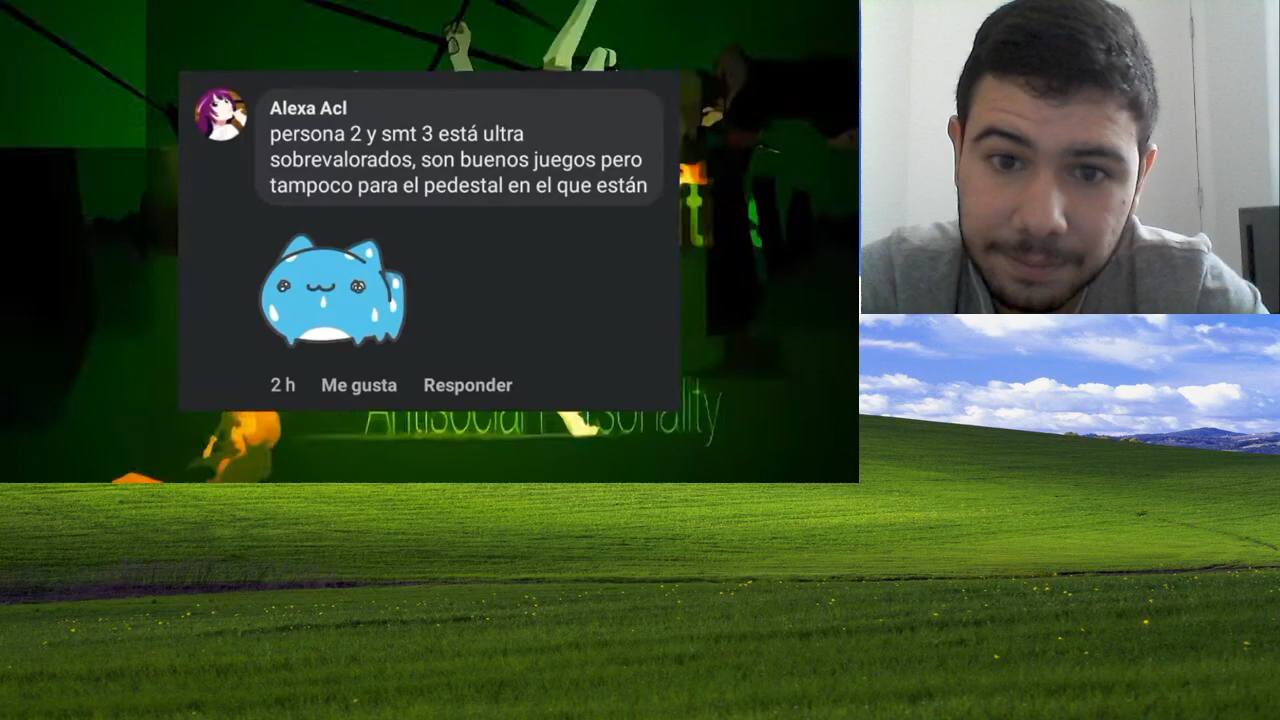 Alexa Acl
persona 2 y smt 3 está ultra
sobrevalorados, son buenos juegos pero
tampoco para el pedestal en el que están
2 h Me gusta Responder
Antisocial